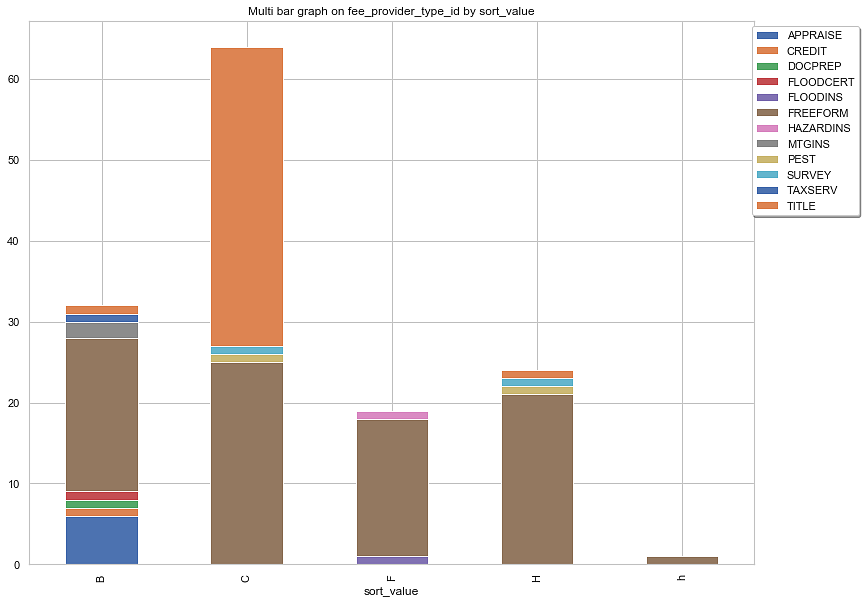 Multi bar graph on fee_provider_type_id by sort_value
APPRAISE
CREDIT
DOCPREP
FLOODCERT
FLOODINS
FREEFORM
HAZARDINS
MTGINS
PEST
SURVEY
TAXSERV
TITLE
60
50
40
30
20
10
0
B
C
F
H
h
sort_value